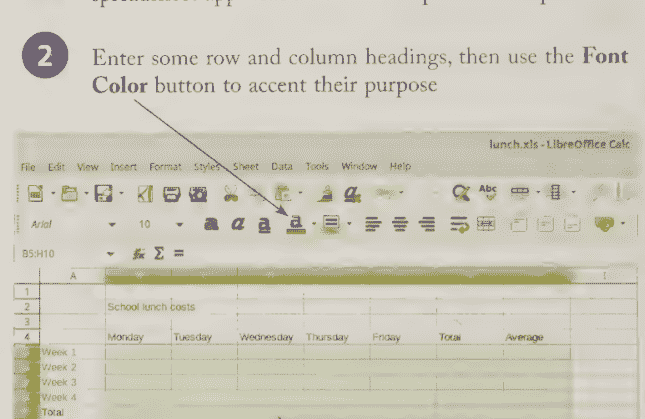 2
Enter some row and column headings, then use the Font
Color button to accent their purpose
lunch.xls - LibreOffice Calc
File Edit View Insert Format Styles Sheet Data Tools Window Help
Abc
Arial 10 a a a a
B5:H10 Σ =
A I
1
2 School lunch costs
3
4 Monday Tuesday Wednesday Thursday Friday Total Average
Week 1
Week 2
Week 3
Week 4
Total